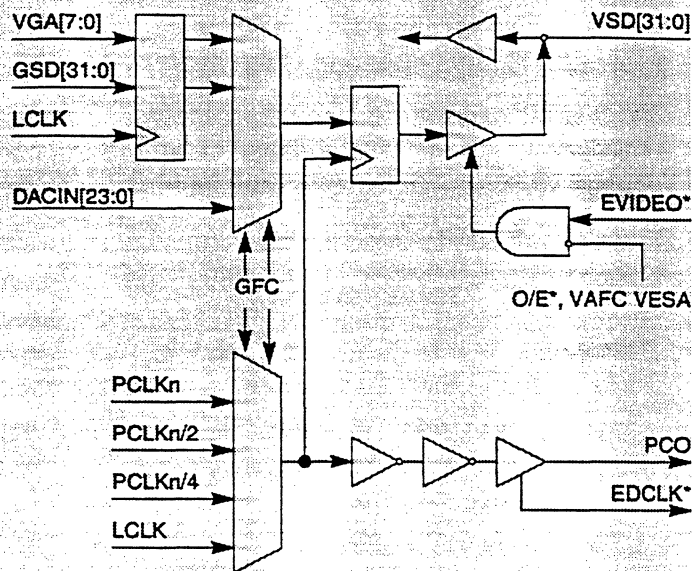 VGA[7:0]
VSD[31:0]
GSD[31:0]
LCLK
DACIN[23:0]
EVIDEO*
GFC
O/E*, VAFC VESA
PCLKn
PCLKn/2
PCO
PCLKn/4
EDCLK*
LCLK